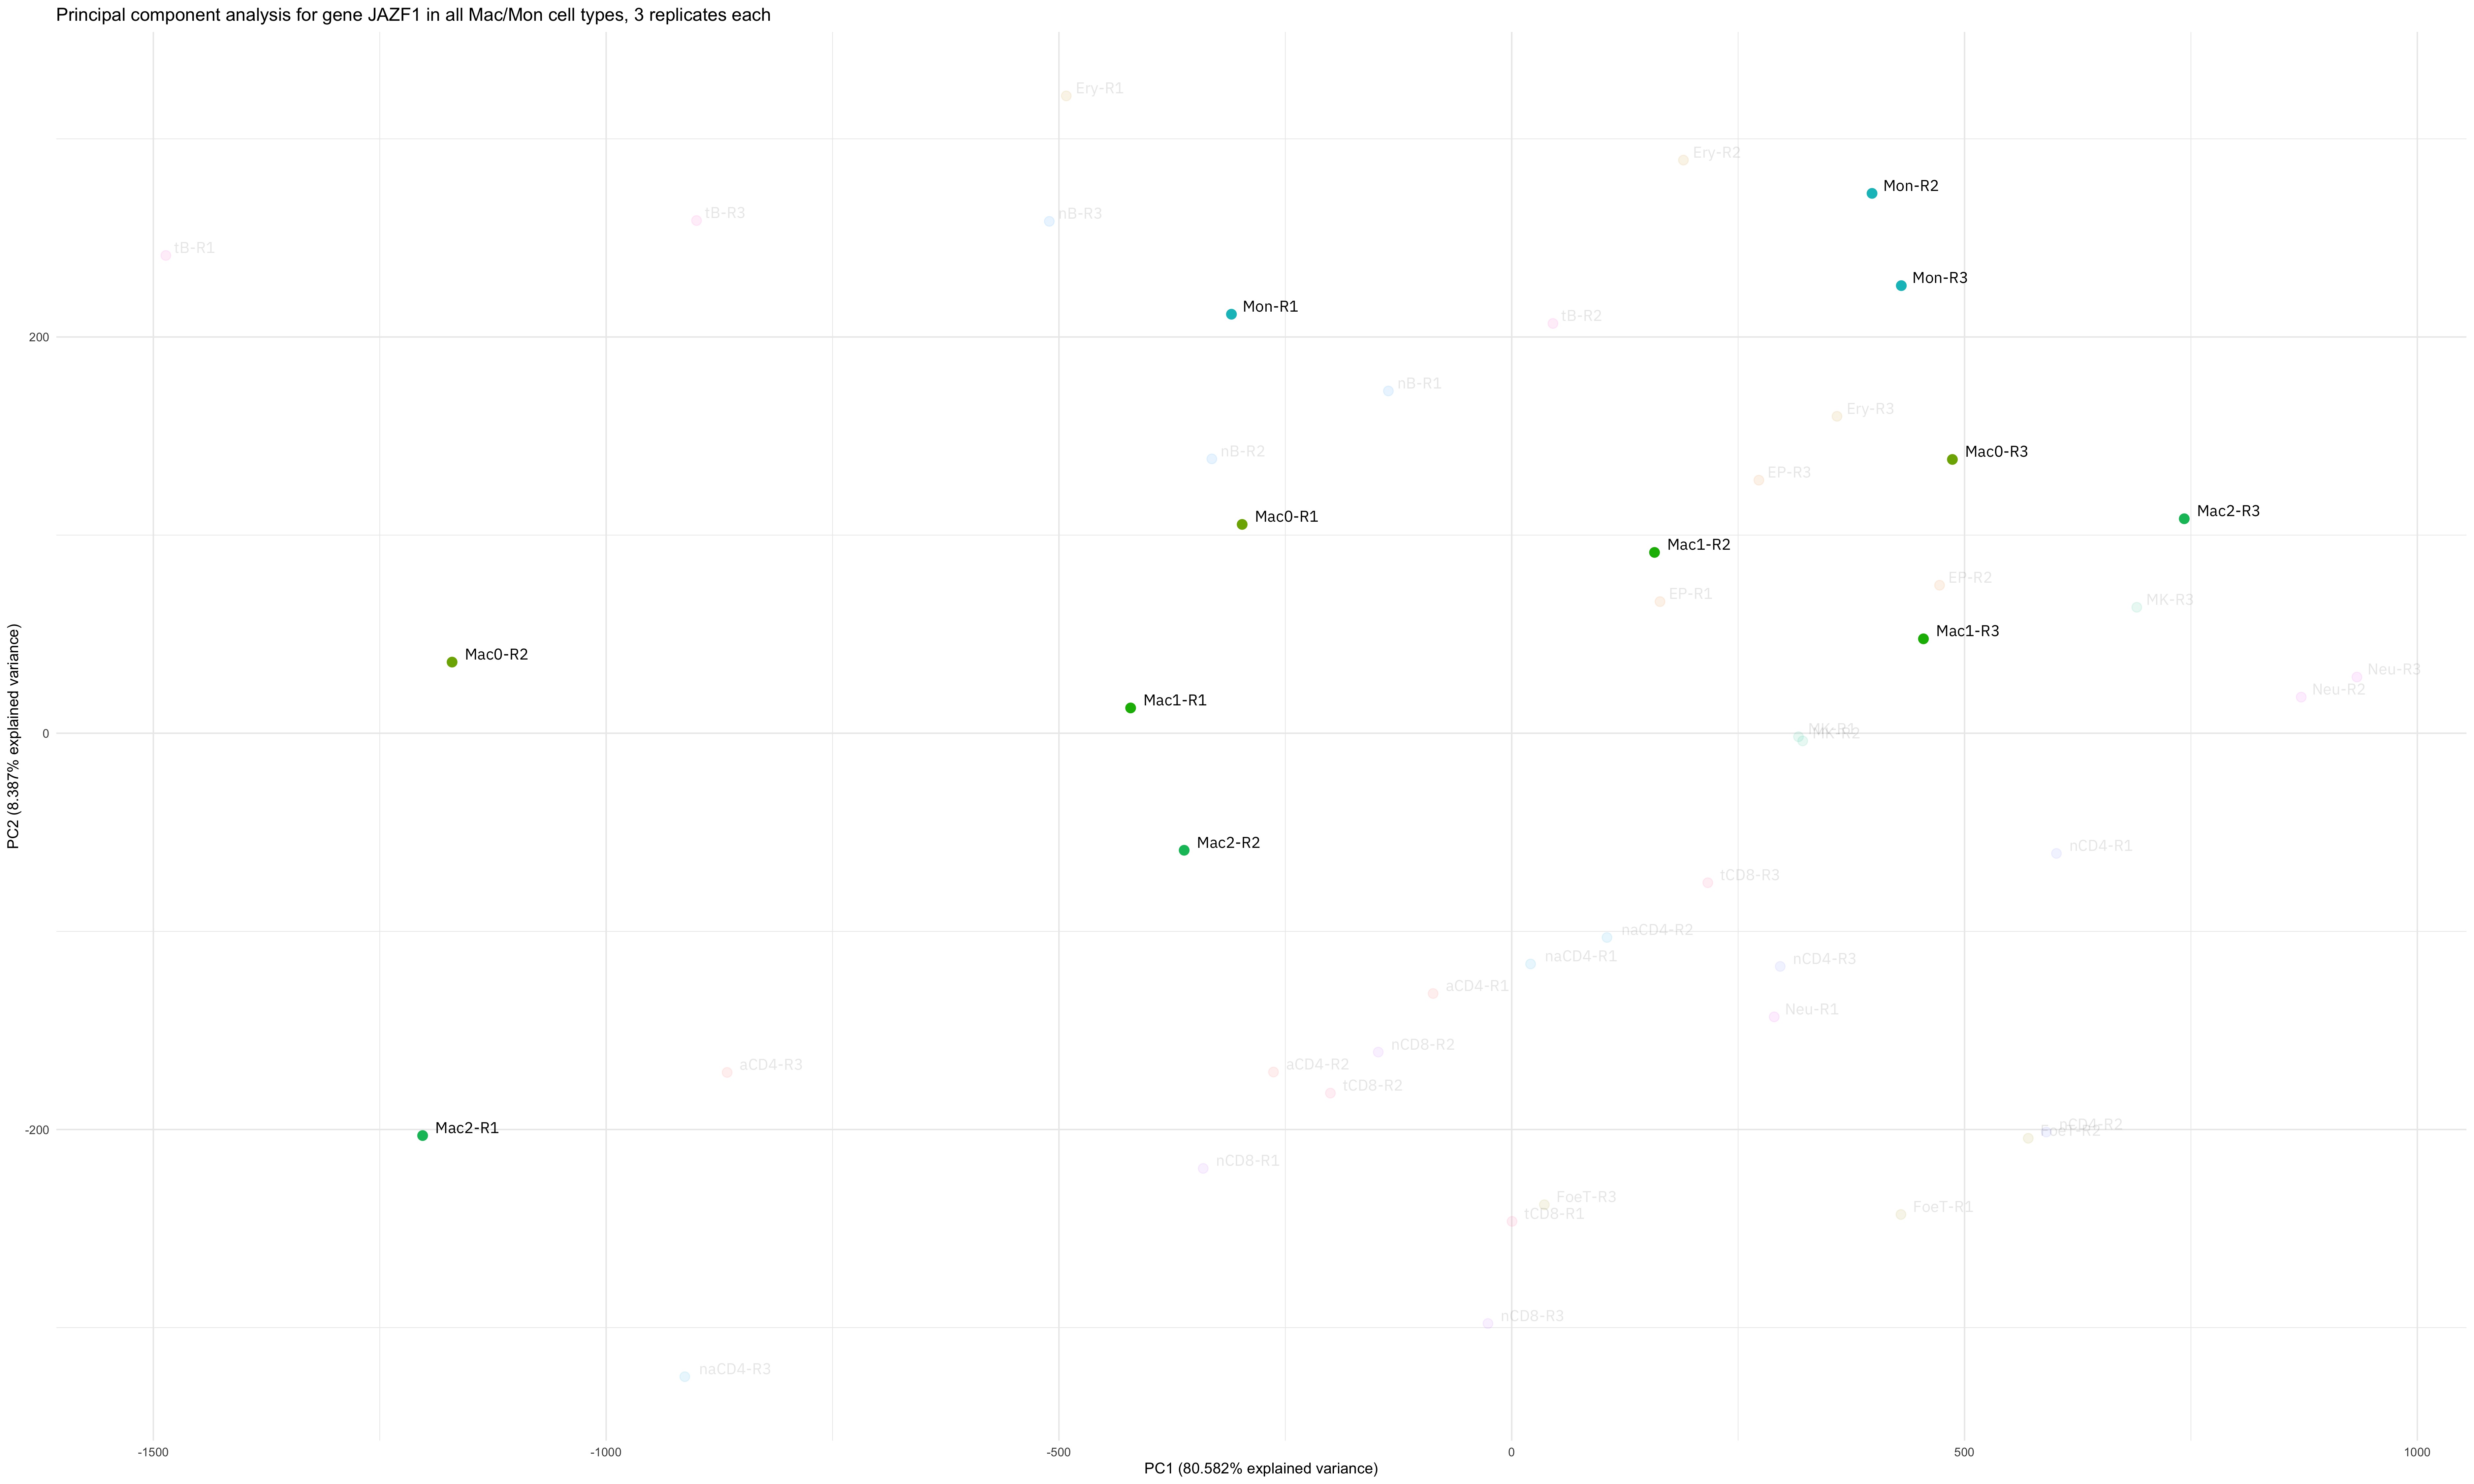 Principal component analysis for gene JAZF1 in all Mac/Mon cell types, 3 replicates each
Ery-R1
Ery-R2
Mon-R2
tB-R3
nB-R3
tB-R1
Mon-R3
Mon-R1
tB-R2
200
nB-R1
Ery-R3
nB-R2
Mac0-R3
EP-R3
Mac2-R3
Mac0-R1
Mac1-R2
EP-R2
EP-R1
MK-R3
Mac1-R3
Mac0-R2
Neu-R3
Neu-R2
Mac1-R1
MK-R1
MK-R2
0
PC2 (8.387% explained variance)
Mac2-R2
nCD4-R1
tCD8-R3
naCD4-R2
naCD4-R1
nCD4-R3
aCD4-R1
Neu-R1
nCD8-R2
aCD4-R3
aCD4-R2
tCD8-R2
nCD4-R2
Mac2-R1
-200
FoeT-R2
nCD8-R1
FoeT-R3
FoeT-R1
tCD8-R1
nCD8-R3
naCD4-R3
-1500
-1000
-500
0
500
1000
PC1 (80.582% explained variance)